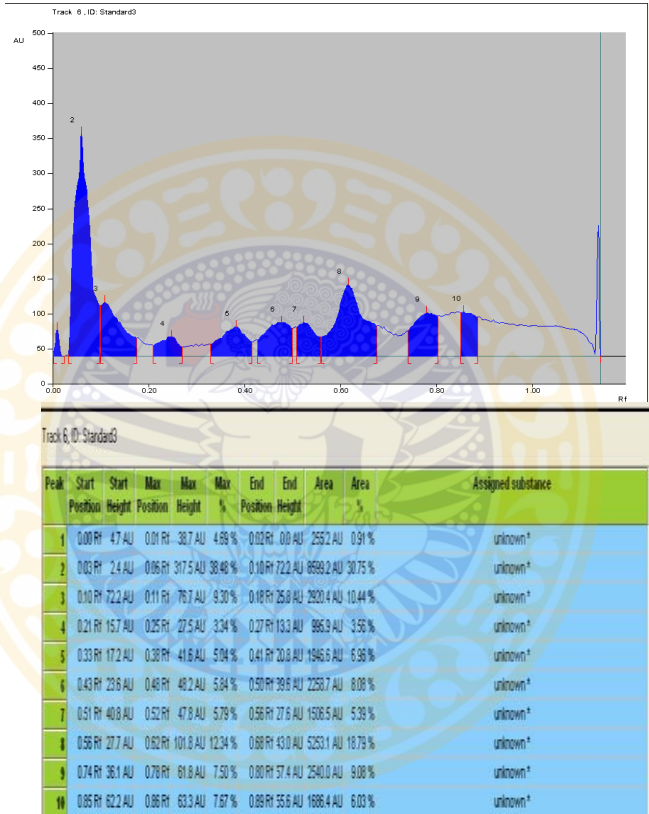 Track 6 , ID: Standard3
AU
500
450
400
350
300
250
200
150
100
50
0
2
3
4
5
6
7
8
9
10
0.00
0.20
0.40
0.60
0.80
1.00
Rf
Track 6, ID: Standard3
Peak Start Position Start Height Max Position Max Height Max % End Position End Height Area Area % Assigned substance
1 0.00 Rf 4.7 AU 0.01 Rf 38.7 AU 4.69 % 0.02 Rf 0.0 AU 255.2 AU 0.91 % unknown *
2 0.03 Rf 2.4 AU 0.06 Rf 317.5 AU 38.48 % 0.10 Rf 72.2 AU 8599.2 AU 30.75 % unknown *
3 0.10 Rf 72.2 AU 0.11 Rf 76.7 AU 9.30 % 0.18 Rf 25.8 AU 2920.4 AU 10.44 % unknown *
4 0.21 Rf 15.7 AU 0.25 Rf 27.5 AU 3.34 % 0.27 Rf 13.3 AU 995.9 AU 3.56 % unknown *
5 0.33 Rf 17.2 AU 0.38 Rf 41.6 AU 5.04 % 0.41 Rf 20.8 AU 1946.6 AU 6.96 % unknown *
6 0.43 Rf 23.6 AU 0.48 Rf 48.2 AU 5.84 % 0.50 Rf 39.6 AU 2258.7 AU 8.08 % unknown *
7 0.51 Rf 40.8 AU 0.52 Rf 47.8 AU 5.79 % 0.56 Rf 27.6 AU 1506.5 AU 5.39 % unknown *
8 0.56 Rf 27.7 AU 0.62 Rf 101.8 AU 12.34 % 0.68 Rf 43.0 AU 5253.1 AU 18.79 % unknown *
9 0.74 Rf 36.1 AU 0.78 Rf 61.8 AU 7.50 % 0.80 Rf 57.4 AU 2540.0 AU 9.08 % unknown *
10 0.85 Rf 62.2 AU 0.86 Rf 63.3 AU 7.67 % 0.89 Rf 55.6 AU 1686.4 AU 6.03 % unknown *